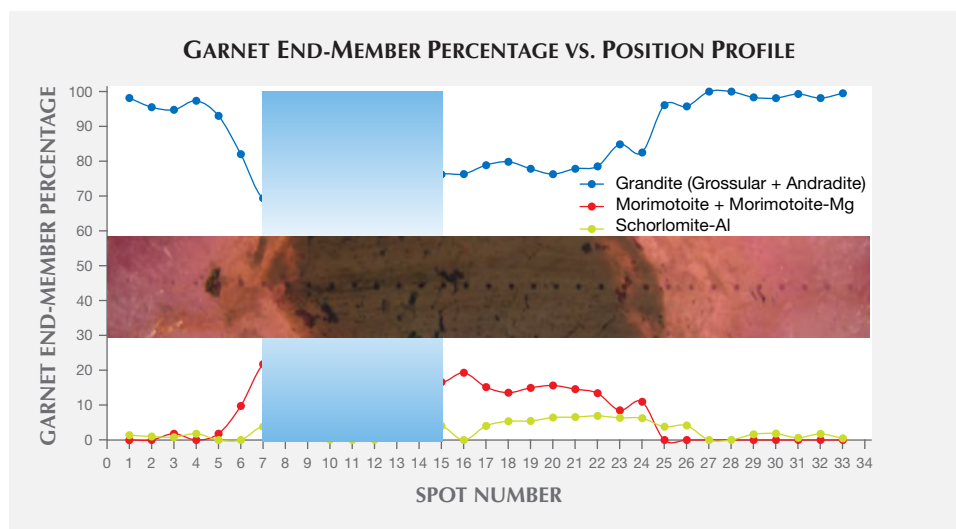 GARNET END-MEMBER PERCENTAGE VS. POSITION PROFILE
GARNET END-MEMBER PERCENTAGE
100
90
80
70
60
50
40
30
20
10
0
Grandite (Grossular + Andradite)
Morimotoite + Morimotoite-Mg
Schorlomite-Al
0 1 2 3 4 5 6 7 8 9 10 11 12 13 14 15 16 17 18 19 20 21 22 23 24 25 26 27 28 29 30 31 32 33 34
SPOT NUMBER